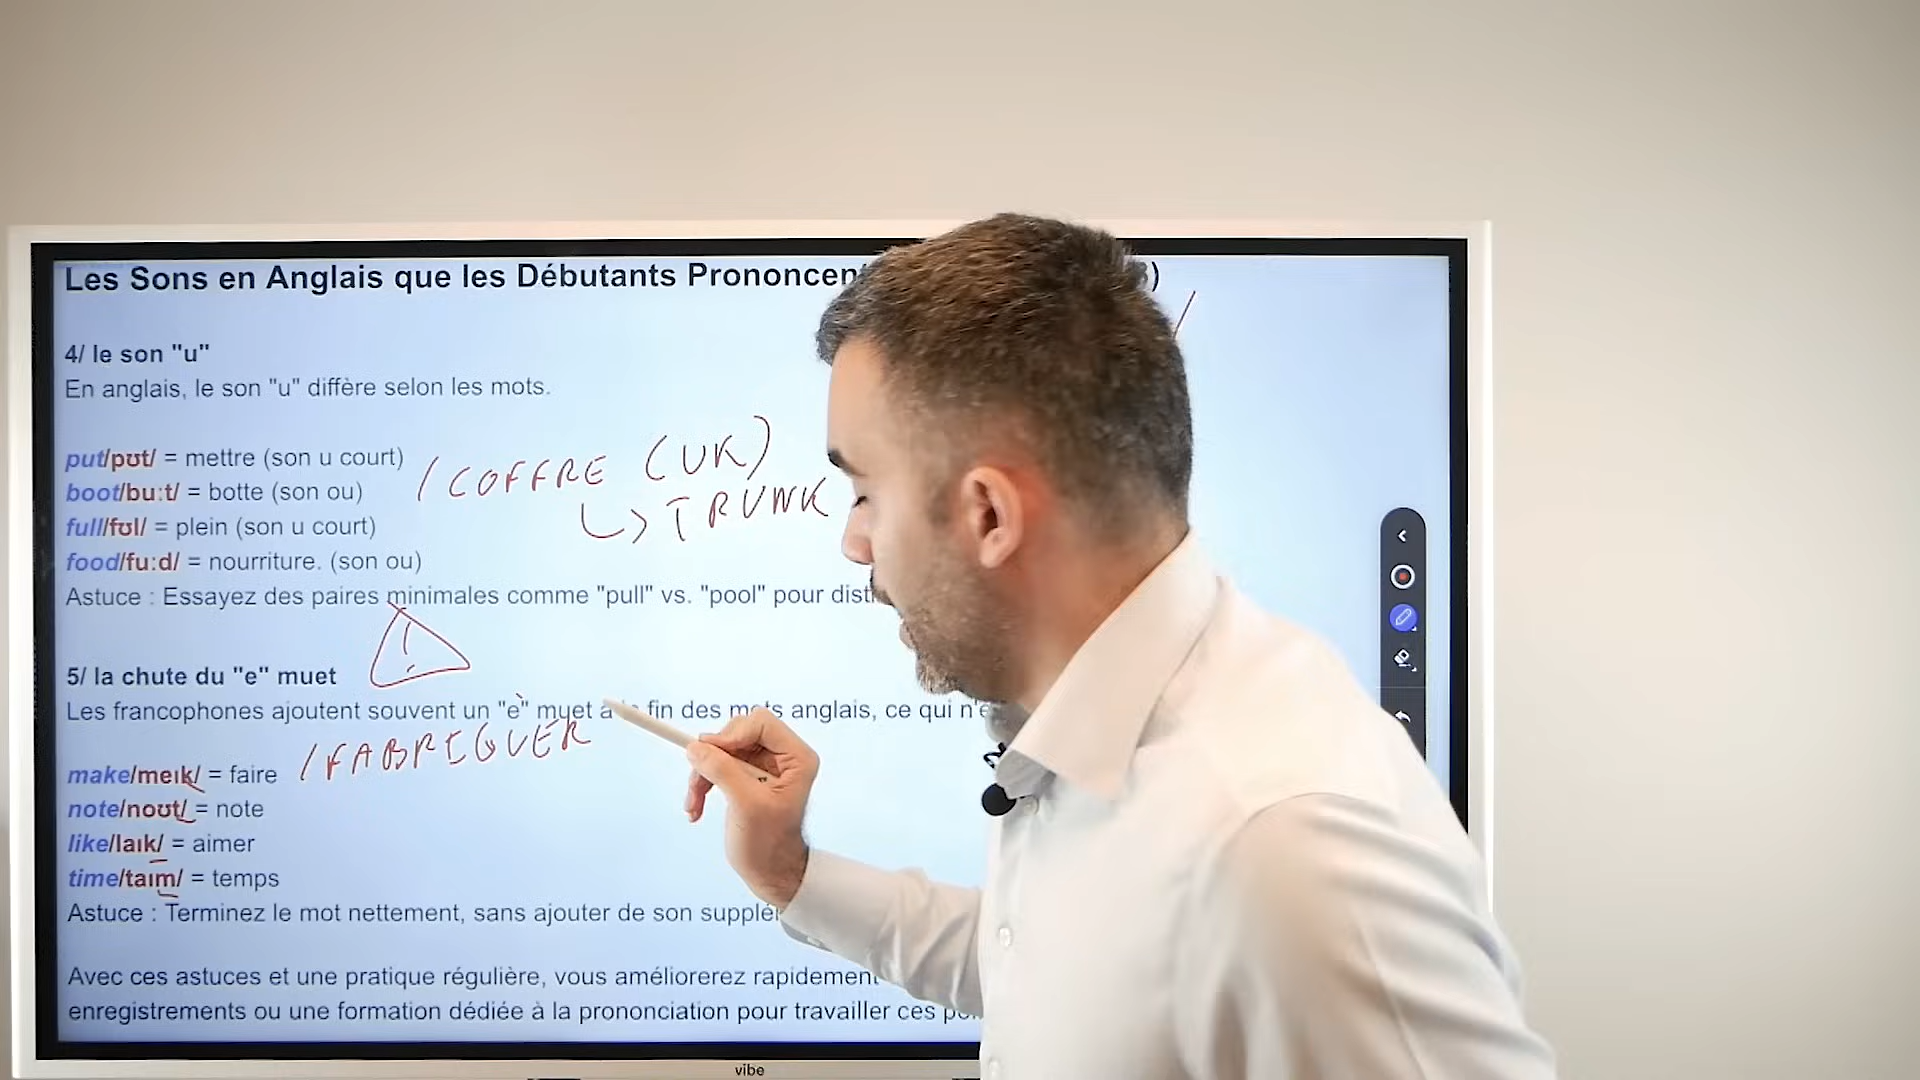 Les Sons en Anglais que les Débutants Prononcent
4/ le son "u"
En anglais, le son "u" diffère selon les mots.
put/pʊt/ = mettre (son u court)
/COFFRE (UK)
boot/buːt/ = botte (son ou)
↳ TRUNK
full/fʊl/ = plein (son u court)
food/fuːd/ = nourriture. (son ou)
Astuce : Essayez des paires minimales comme "pull" vs. "pool" pour
!
5/ la chute du "e" muet
Les francophones ajoutent souvent un "e" muet à fin des mots anglais, ce qui
/FABRIQUER
make/meɪk/ = faire
note/noʊt/ = note
like/laɪk/ = aimer
time/taɪm/ = temps
Astuce : Terminez le mot nettement, sans ajouter de son
Avec ces astuces et une pratique régulière, vous améliorerez
enregistrements ou une formation dédiée à la prononciation pour travailler ces
vibe